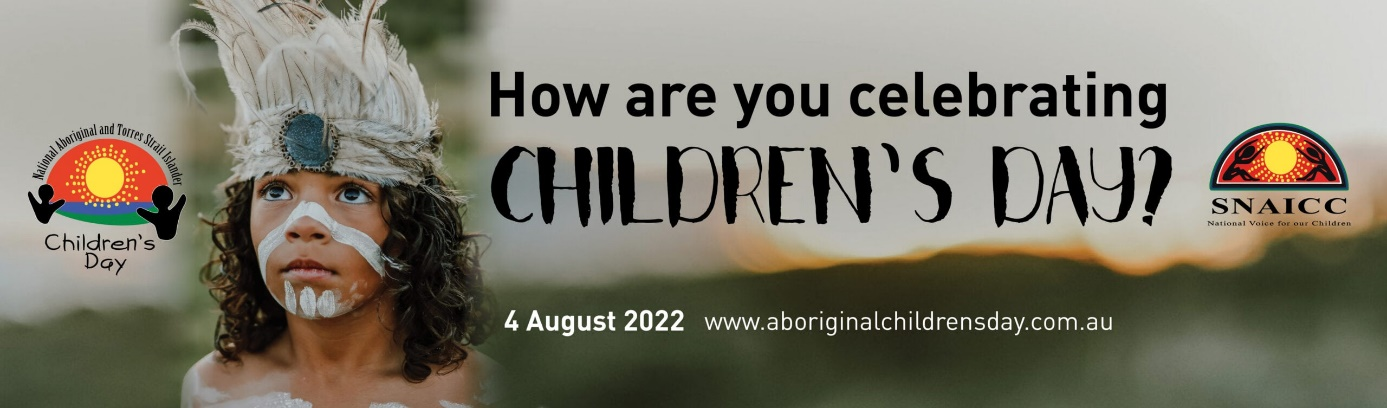 National Aboriginal and Torres Strait Islander
Children's
Day
How are you celebrating
CHILDREN'S DAY?
4 August 2022 www.aboriginalchildrensday.com.au
SNAICC
National Voice for our Children